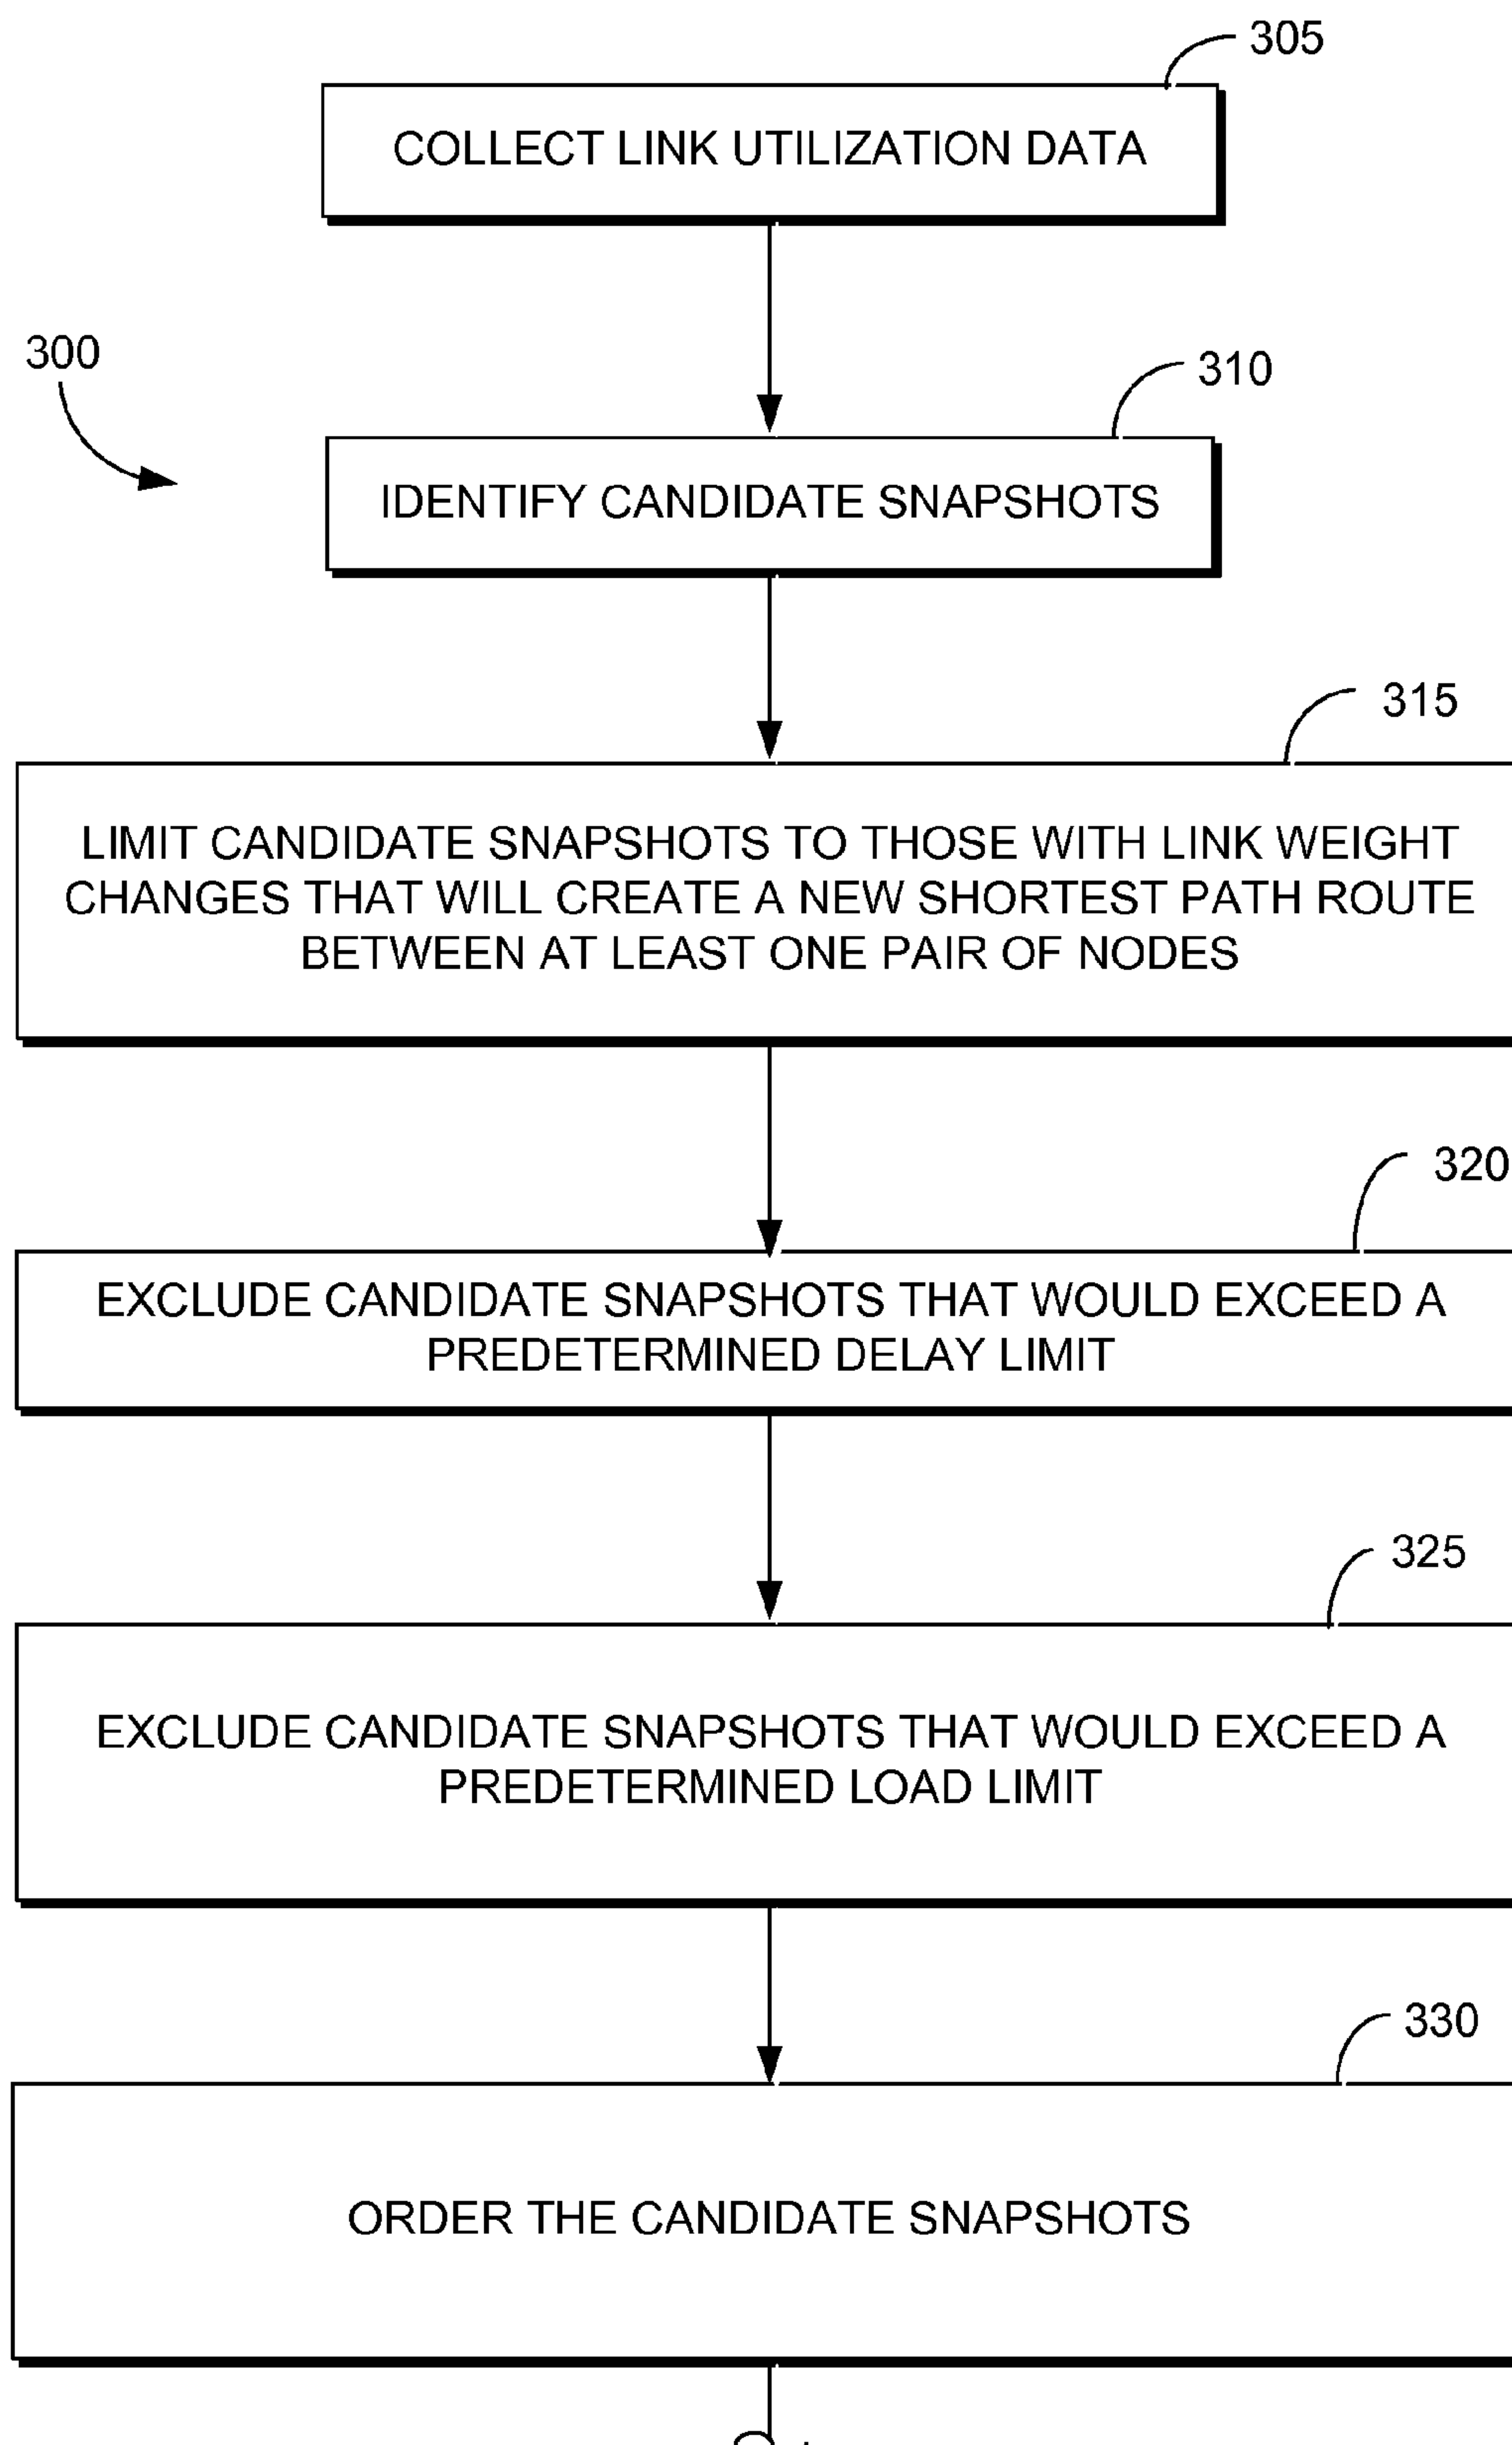 305
COLLECT LINK UTILIZATION DATA
300
310
IDENTIFY CANDIDATE SNAPSHOTS
315
LIMIT CANDIDATE SNAPSHOTS TO THOSE WITH LINK WEIGHT
CHANGES THAT WILL CREATE A NEW SHORTEST PATH ROUTE
BETWEEN AT LEAST ONE PAIR OF NODES
320
EXCLUDE CANDIDATE SNAPSHOTS THAT WOULD EXCEED A
PREDETERMINED DELAY LIMIT
325
EXCLUDE CANDIDATE SNAPSHOTS THAT WOULD EXCEED A
PREDETERMINED LOAD LIMIT
330
ORDER THE CANDIDATE SNAPSHOTS